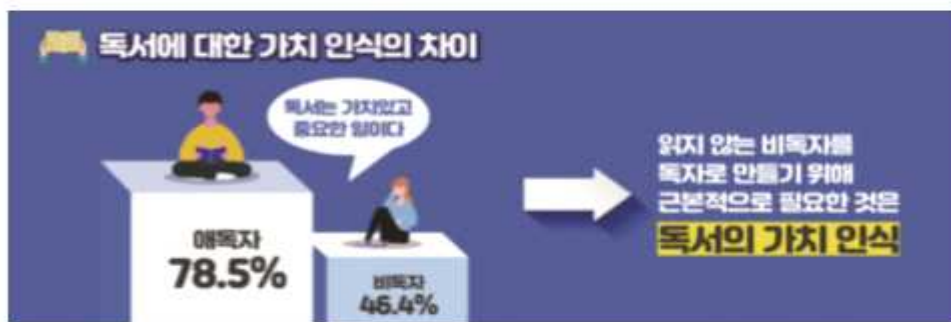 독서에 대한 가치 인식의 차이
독서는 가치있고
중요한 일이다
애독자
78.5%
비독자
46.4%
읽지 않는 비독자를
독자로 만들기 위해
근본적으로 필요한 것은
독서의 가치 인식